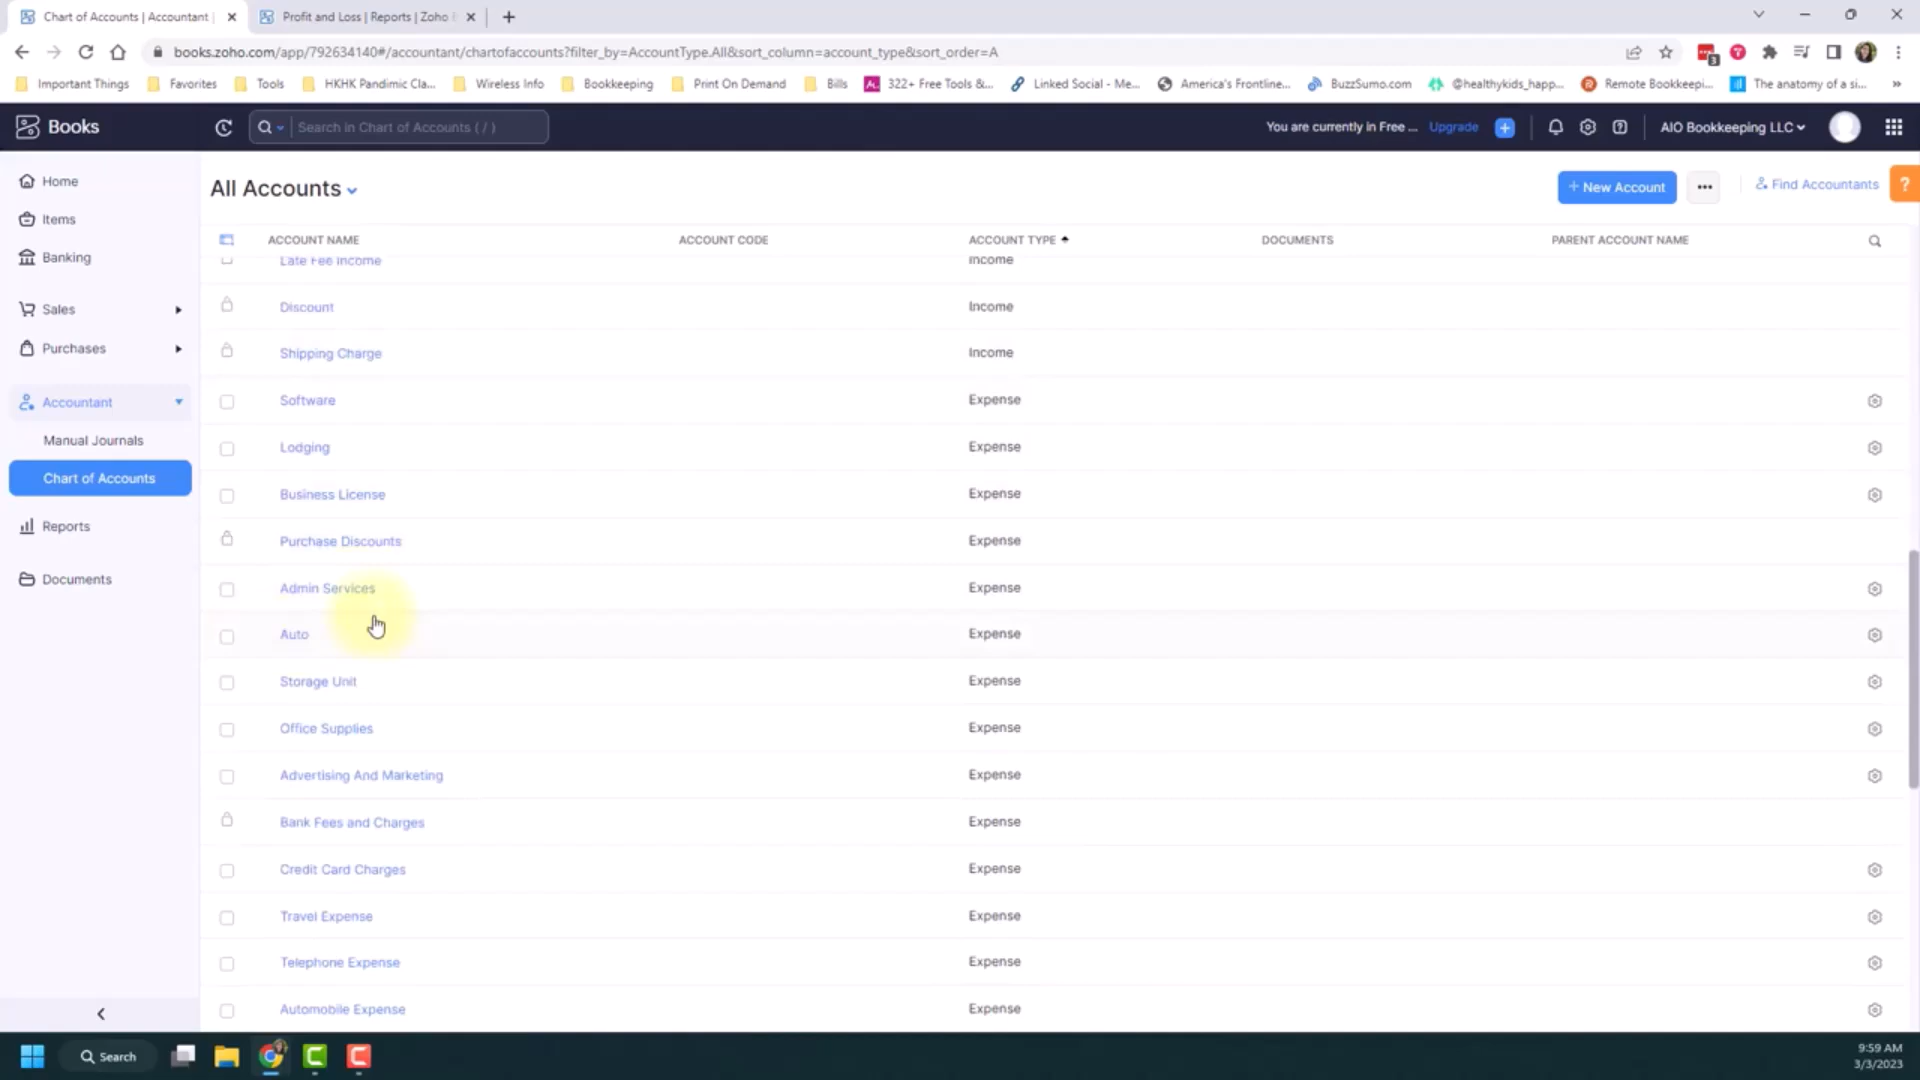 Chart of Accounts | Accountant |
Profit and Loss | Reports | Zoho
books.zoho.com/app/792634140#/accountant/chartofaccounts?filter_by=AccountType.All&sort_column=account_type&sort_order=A
3
Important Things
Favorites
Tools
HKHK Pandimic Cla...
Wireless Info
Bookkeeping
Print On Demand
Bills
322+ Free Tools &...
Linked Social - Me...
America's Frontline...
BuzzSumo.com
@healthykids_happ...
Remote Bookkeepi...
The anatomy of a si...
»
Books
Search in Chart of Accounts ( / )
You are currently in Free ...
Upgrade
AIO Bookkeeping LLC
Home
Items
Banking
Sales
Purchases
Accountant
Manual Journals
Chart of Accounts
Reports
Documents
All Accounts
+ New Account
Find Accountants
?
ACCOUNT NAME ACCOUNT CODE ACCOUNT TYPE DOCUMENTS PARENT ACCOUNT NAME
Late Fee Income Income
Discount Income
Shipping Charge Income
Software Expense
Lodging Expense
Business License Expense
Purchase Discounts Expense
Admin Services Expense
Auto Expense
Storage Unit Expense
Office Supplies Expense
Advertising And Marketing Expense
Bank Fees and Charges Expense
Credit Card Charges Expense
Travel Expense Expense
Telephone Expense Expense
Automobile Expense Expense
Search
9:59 AM
3/3/2023